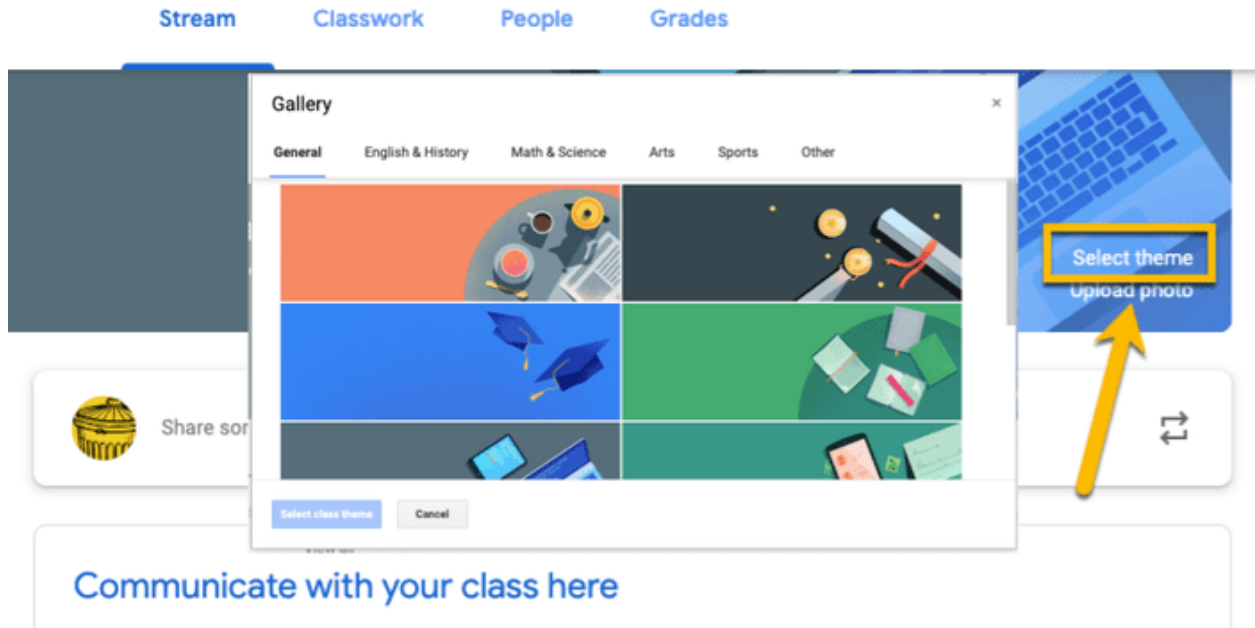 Stream Classwork People Grades
Gallery
General English & History Math & Science Arts Sports Other
Select theme
Upload photo
Share sor
Select class theme Cancel
Communicate with your class here